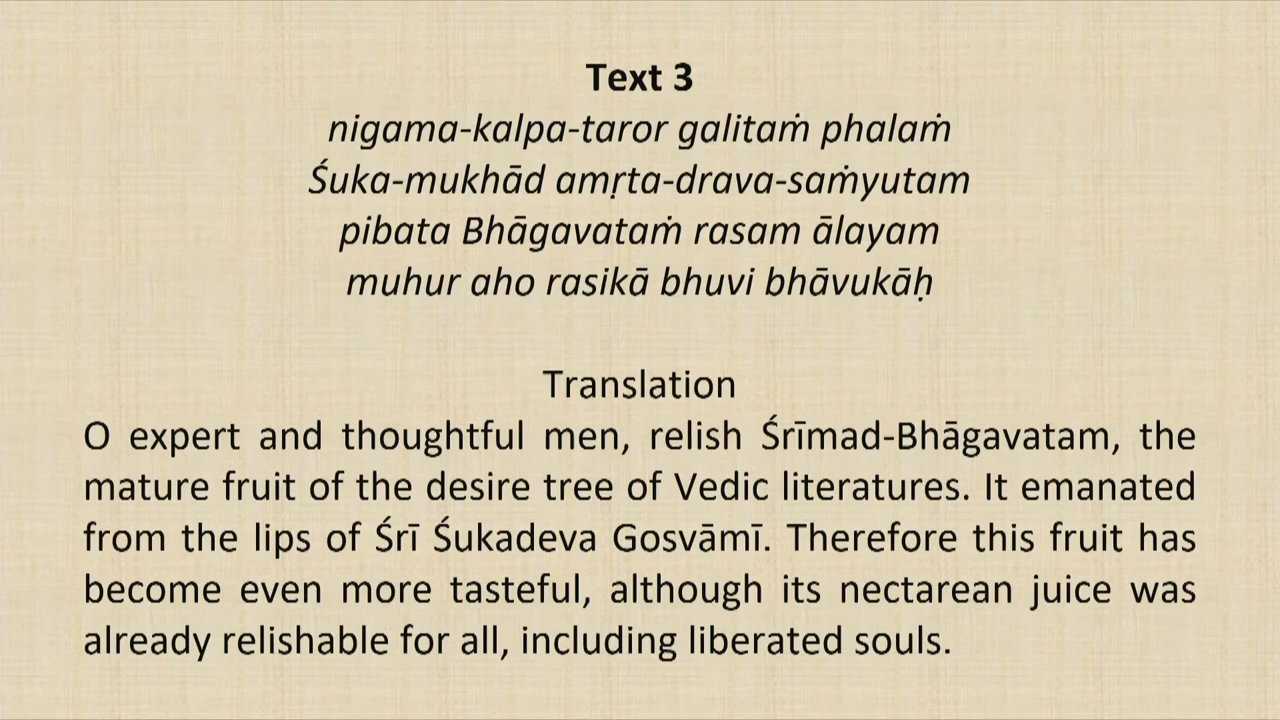 Text 3
nigama-kalpa-taror galitaṁ phalaṁ
Śuka-mukhād amṛta-drava-saṁyutam
pibata Bhāgavataṁ rasam ālayam
muhur aho rasikā bhuvi bhāvukāḥ
Translation
O expert and thoughtful men, relish Śrīmad-Bhāgavatam, the
mature fruit of the desire tree of Vedic literatures. It emanated
from the lips of Śrī Śukadeva Gosvāmī. Therefore this fruit has
become even more tasteful, although its nectarean juice was
already relishable for all, including liberated souls.